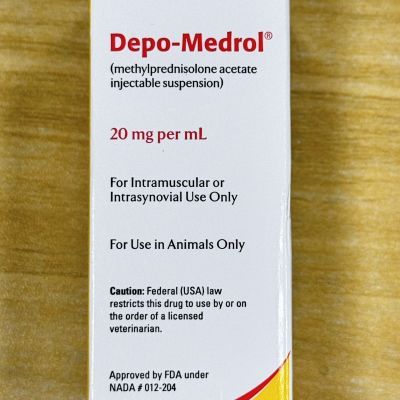 Depo-Medrol®
(methylprednisolone acetate
injectable suspension)
20 mg per mL
For Intramuscular or
Intrasynovial Use Only
For Use in Animals Only
Caution: Federal (USA) law
restricts this drug to use by or on
the order of a licensed
veterinarian.
Approved by FDA under
NADA # 012-204